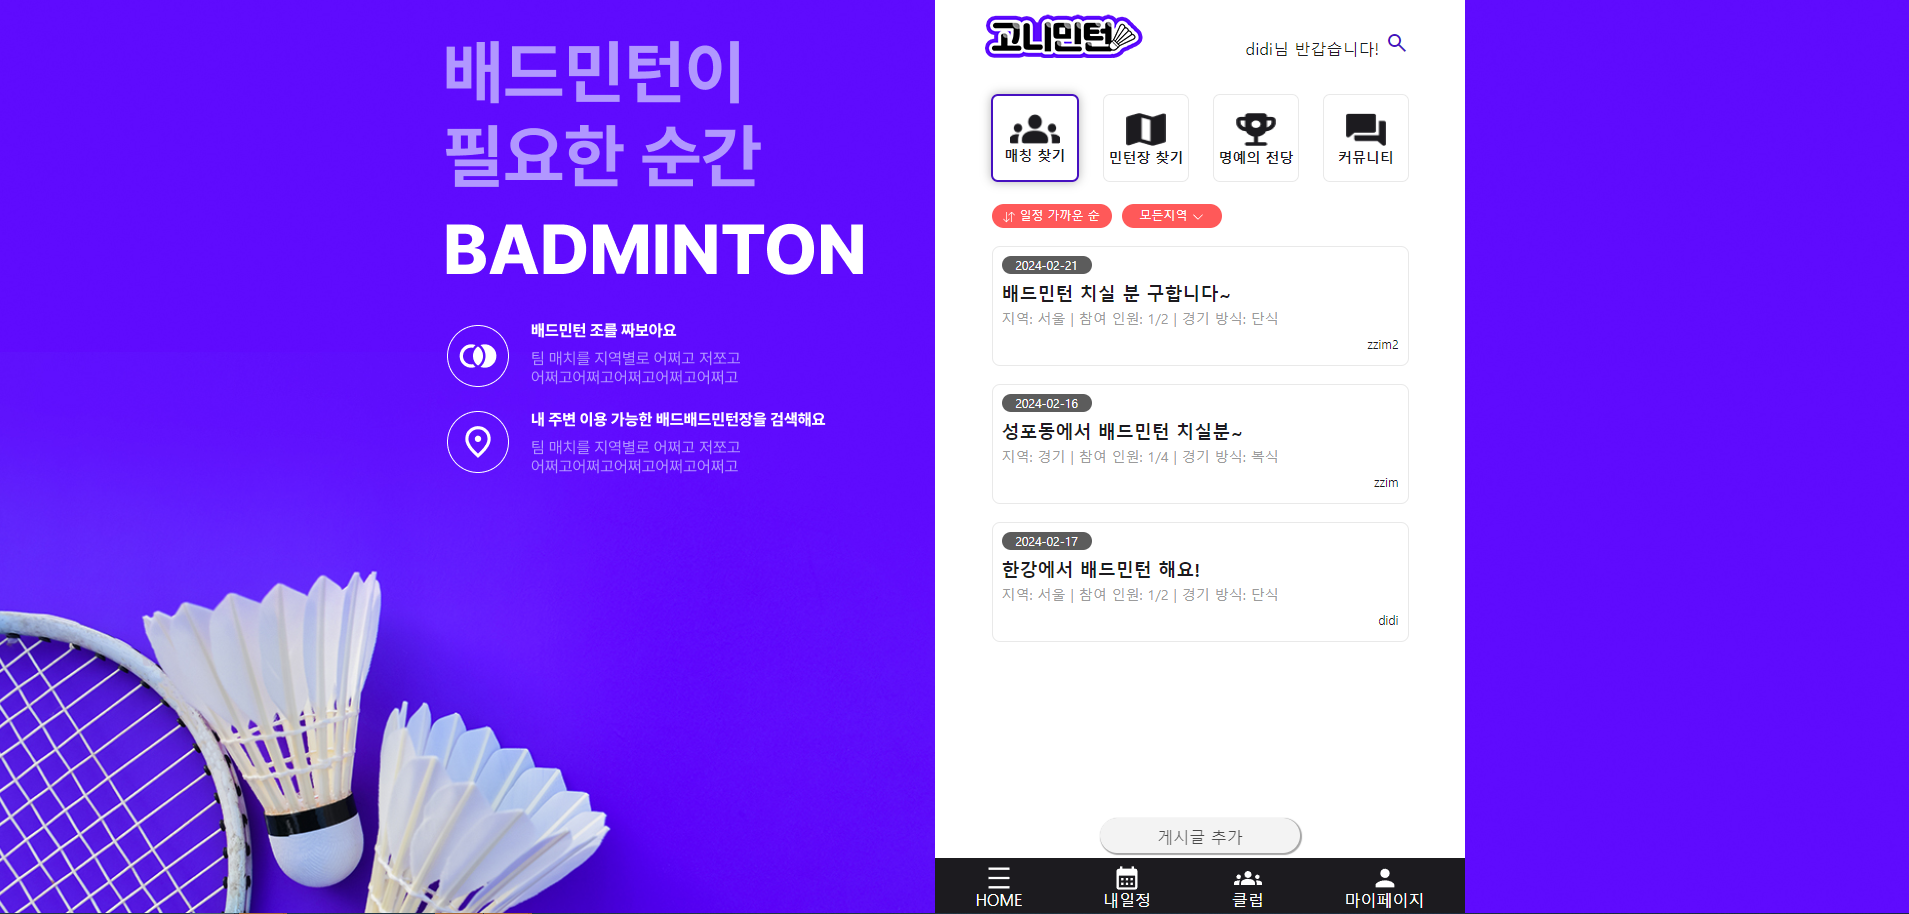 배드민턴이
필요한 순간
BADMINTON
배드민턴 조를 짜보아요
팀 매치를 지역별로 어쩌고 저쩌고
어쩌고어쩌고어쩌고어쩌고어쩌고
내 주변 이용 가능한 배드배드민턴장을 검색해요
팀 매치를 지역별로 어쩌고 저쪼고
어쩌고어쩌고어쩌고어쩌고어쩌고
고니민턴
didi님 반갑습니다!
매칭 찾기
민턴장 찾기
명예의 전당
커뮤니티
일정 가까운 순
모든지역
2024-02-21
배드민턴 치실 분 구합니다~
지역: 서울 | 참여 인원: 1/2 | 경기 방식: 단식
zzim2
2024-02-16
성포동에서 배드민턴 치실분~
지역: 경기 | 참여 인원: 1/4 | 경기 방식: 복식
zzim
2024-02-17
한강에서 배드민턴 해요!
지역: 서울 | 참여 인원: 1/2 | 경기 방식: 단식
didi
게시글 추가
HOME
내일정
클럽
마이페이지